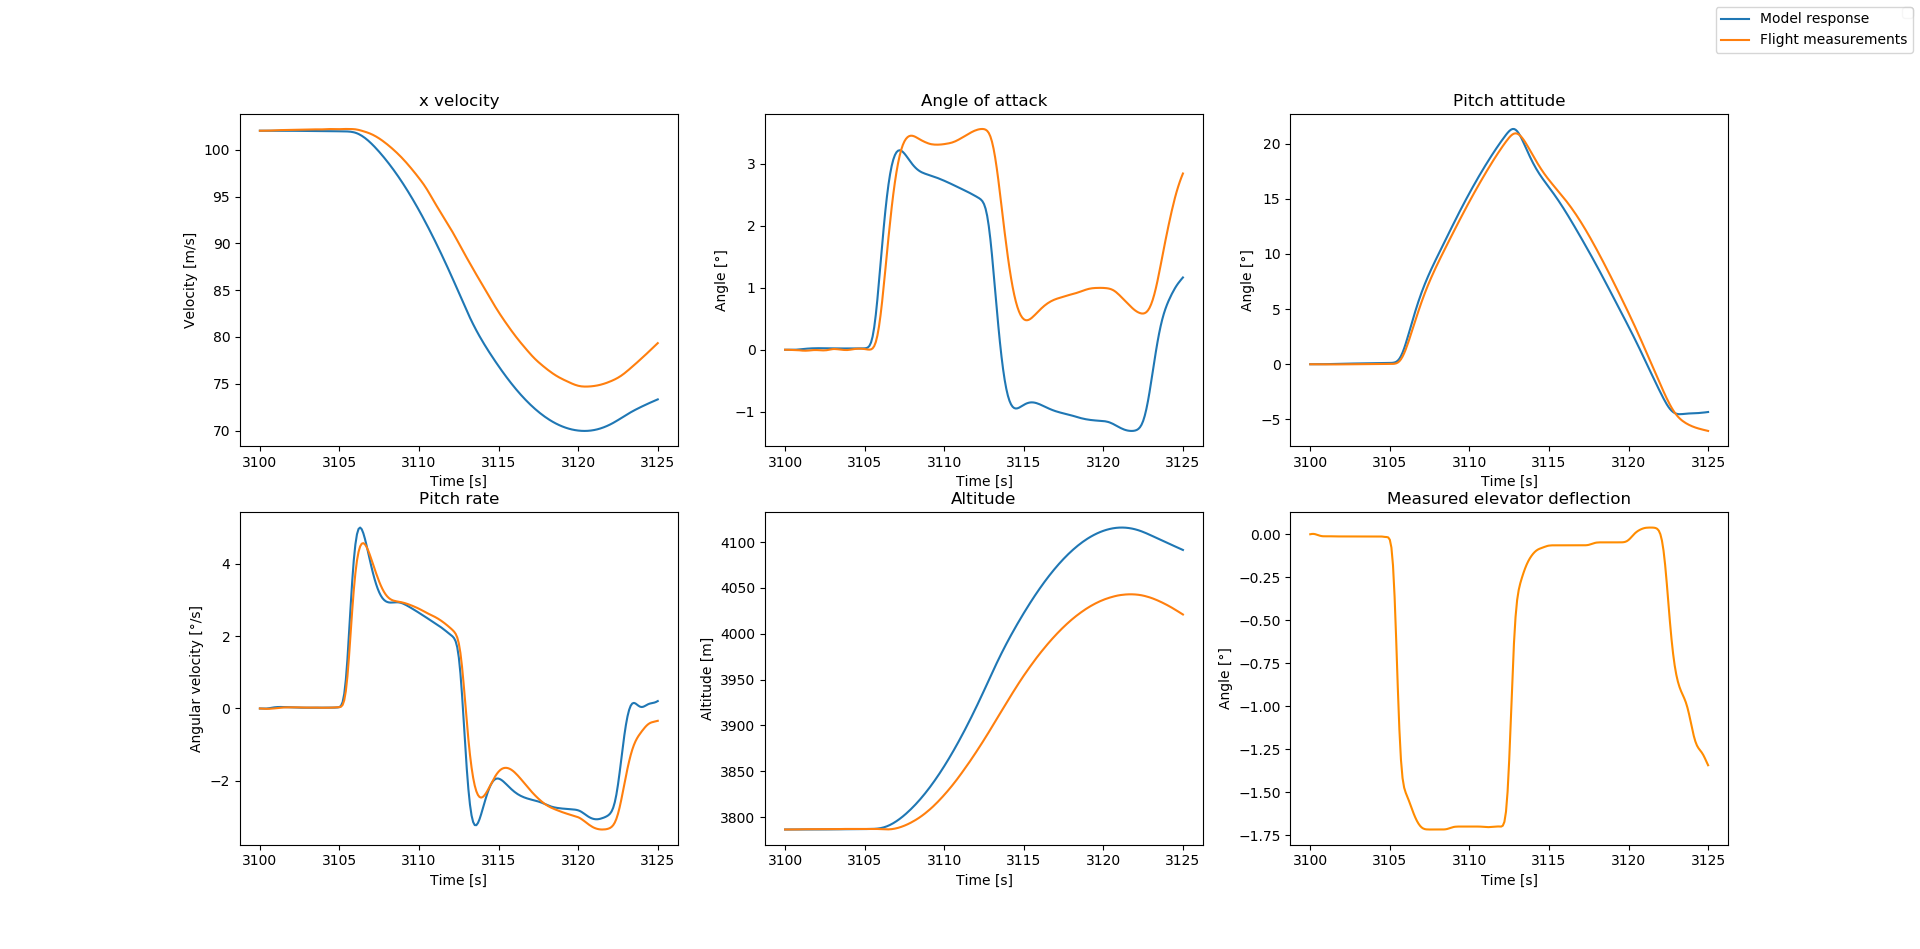 Model response
Flight measurements
x velocity
Velocity [m/s]
100
95
90
85
80
75
70
3100 3105 3110 3115 3120 3125
Time [s]
Angle of attack
Angle [°]
3
2
1
0
−1
3100 3105 3110 3115 3120 3125
Time [s]
Pitch attitude
Angle [°]
20
15
10
5
0
−5
3100 3105 3110 3115 3120 3125
Time [s]
Pitch rate
Angular velocity [°/s]
4
2
0
−2
3100 3105 3110 3115 3120 3125
Time [s]
Altitude
Altitude [m]
4100
4050
4000
3950
3900
3850
3800
3100 3105 3110 3115 3120 3125
Time [s]
Measured elevator deflection
Angle [°]
0.00
−0.25
−0.50
−0.75
−1.00
−1.25
−1.50
−1.75
3100 3105 3110 3115 3120 3125
Time [s]